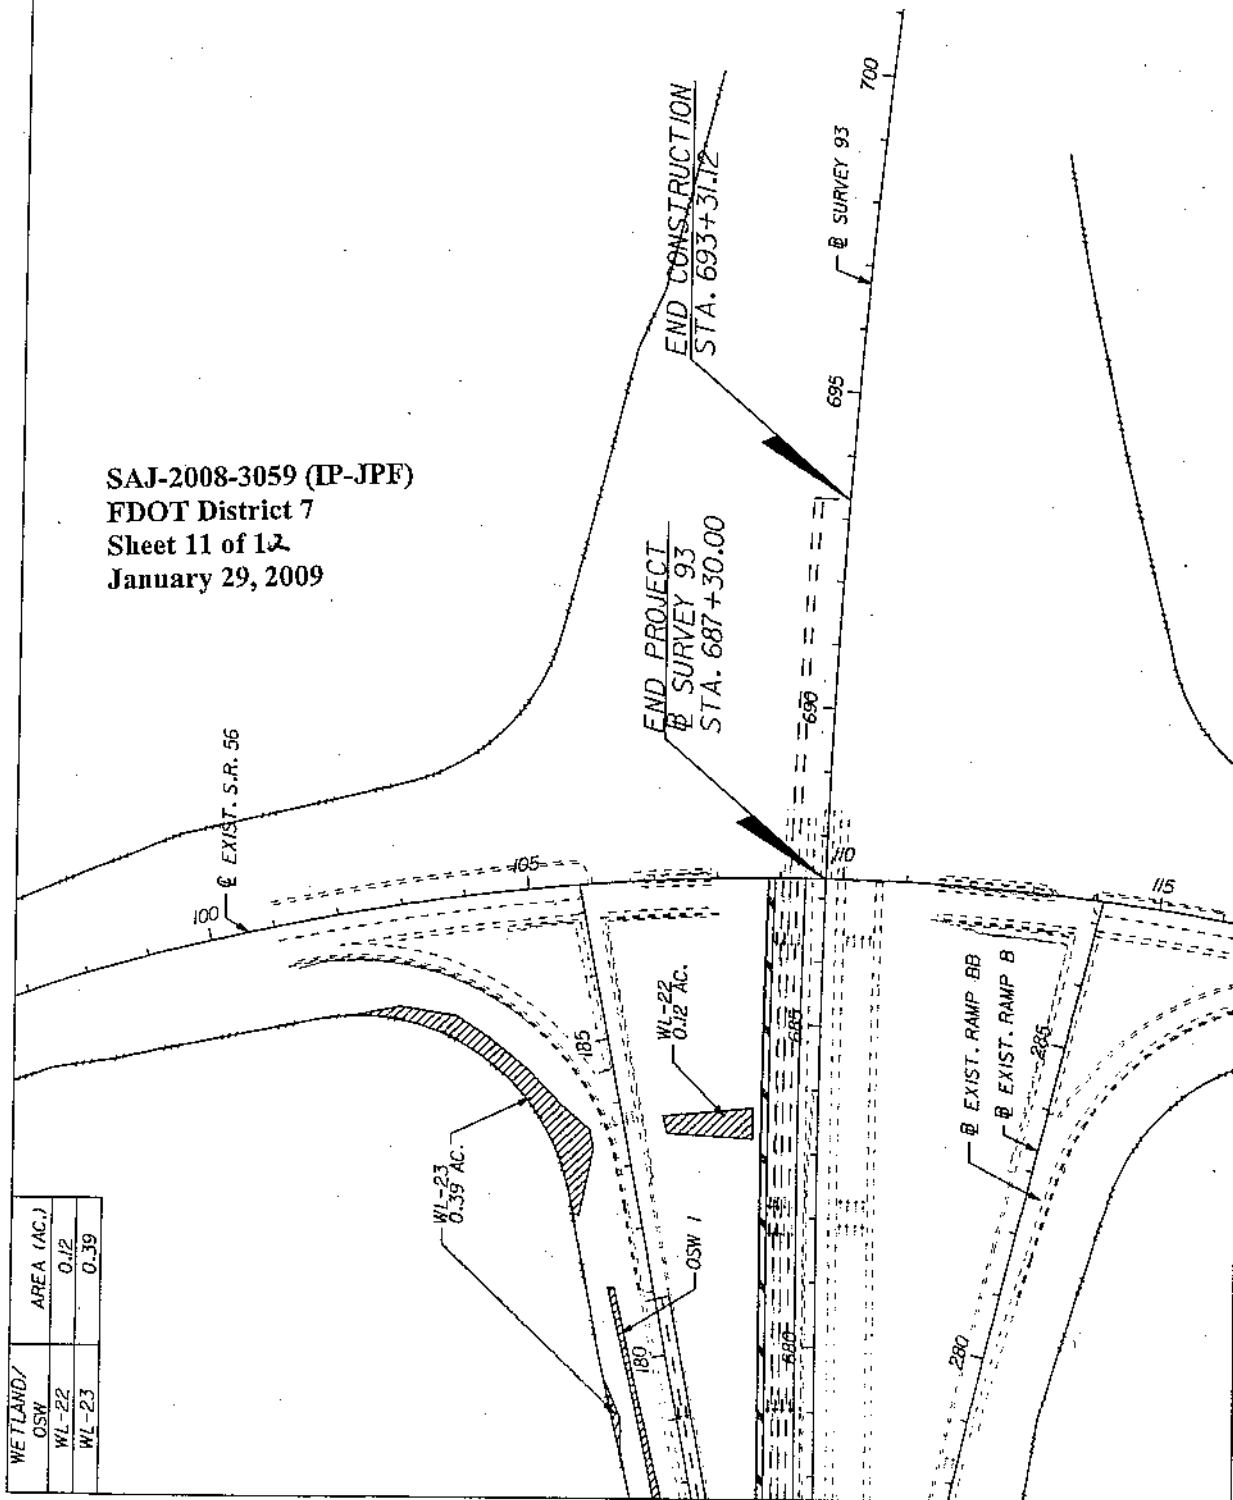 700
END CONSTRUCTION
STA. 693+31.12
℄ SURVEY 93
695
SAJ-2008-3059 (IP-JPF)
FDOT District 7
Sheet 11 of 12
January 29, 2009
END PROJECT
℄ SURVEY 93
STA. 687+30.00
690
℄ EXIST. S.R. 56
100
105
110
115
WL-22
0.12 AC.
685
185
285
℄ EXIST. RAMP BB
℄ EXIST. RAMP B
WL-23
0.39 AC.
OSW 1
180
680
280
WETLAND/
OSW
AREA (AC.)
WL-22 0.12
WL-23 0.39